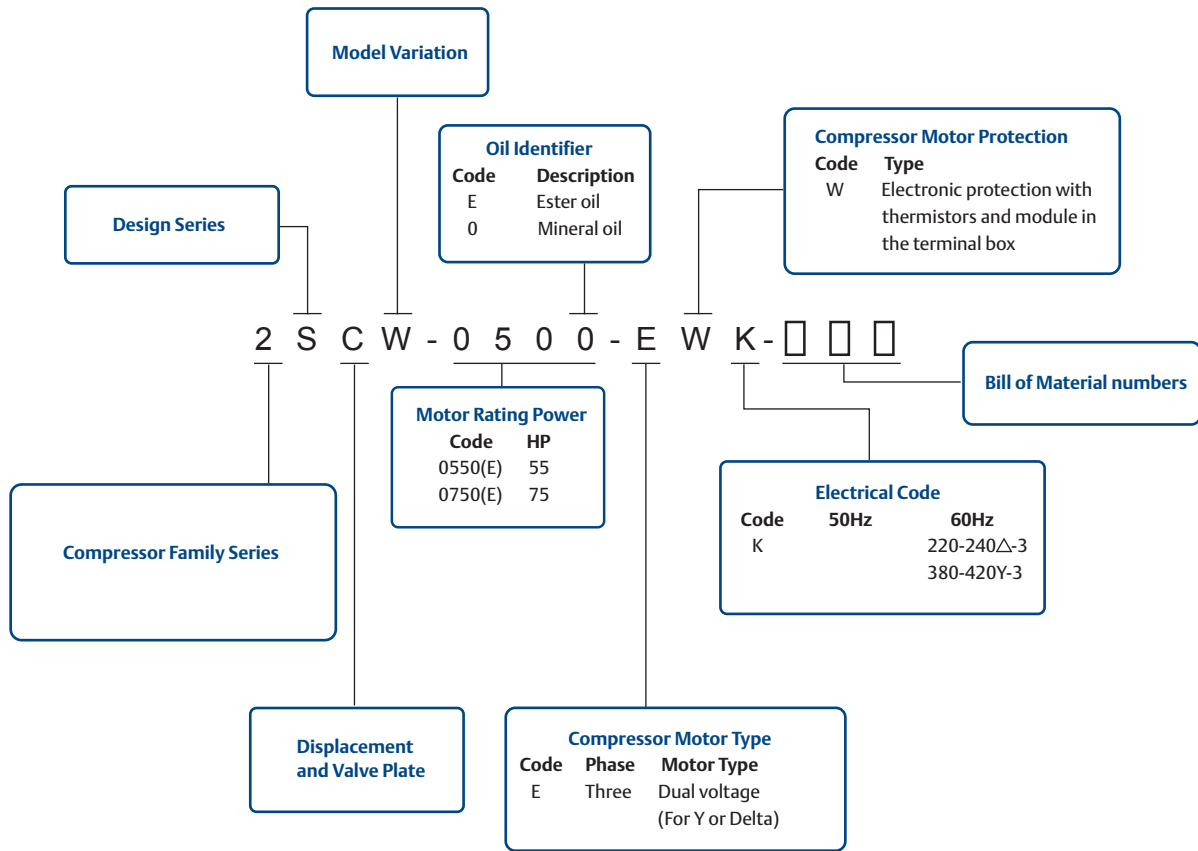 Model Variation
Oil Identifier
Code Description
E Ester oil
0 Mineral oil
Compressor Motor Protection
Code Type
W Electronic protection with
thermistors and module in
the terminal box
Design Series
2 S C W - 0 5 0 0 - E W K - □ □ □
Motor Rating Power
Code HP
0550(E) 55
0750(E) 75
Bill of Material numbers
Compressor Family Series
Electrical Code
Code 50Hz 60Hz
K 220-240△-3
380-420Y-3
Displacement
and Valve Plate
Compressor Motor Type
Code Phase Motor Type
E Three Dual voltage
(For Y or Delta)